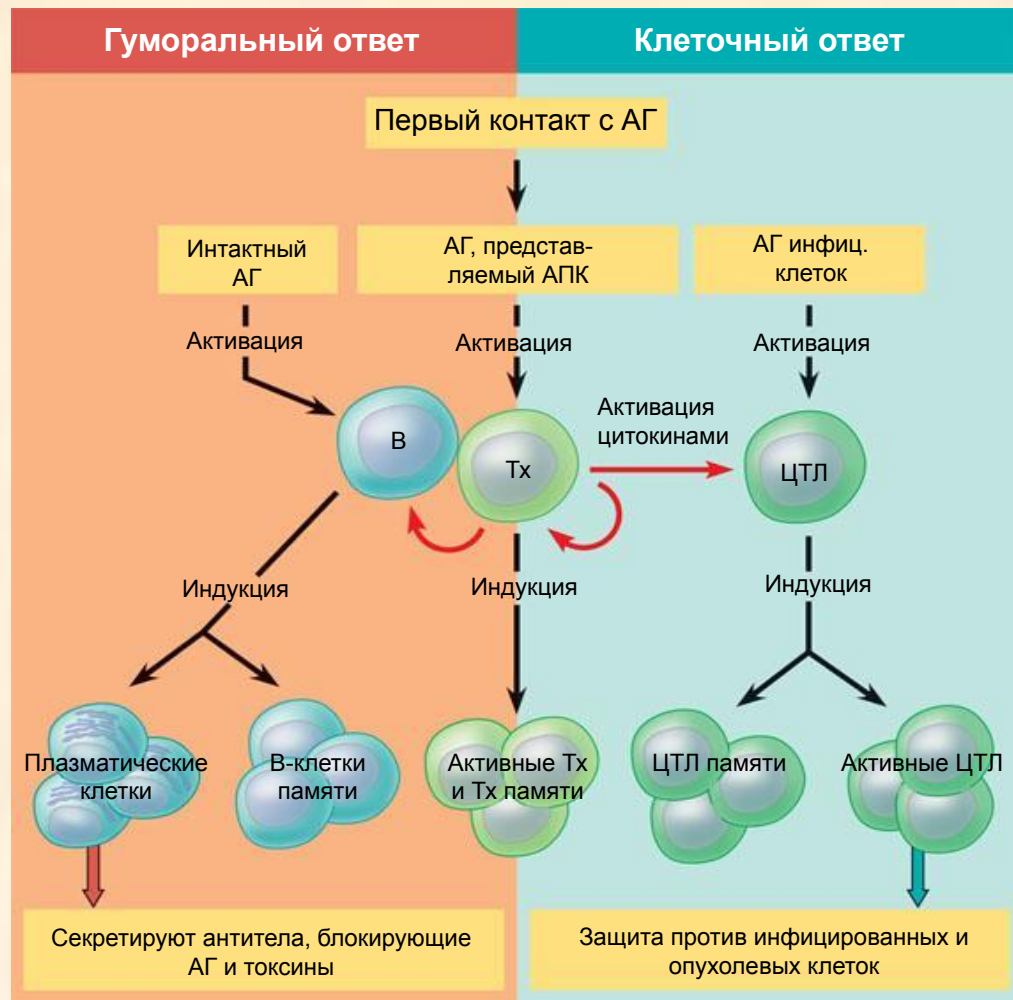 Гуморальный ответ
Клеточный ответ
Первый контакт с АГ
Интактный
АГ
АГ, представ-
ляемый АПК
АГ инфиц.
клеток
Активация
Активация
Активация
Активация
цитокинами
В
Тх
ЦТЛ
Индукция
Индукция
Индукция
Плазматические
клетки
В-клетки
памяти
Активные Тх
и Тх памяти
ЦТЛ памяти
Активные ЦТЛ
Секретируют антитела, блокирующие
АГ и токсины
Защита против инфицированных и
опухолевых клеток